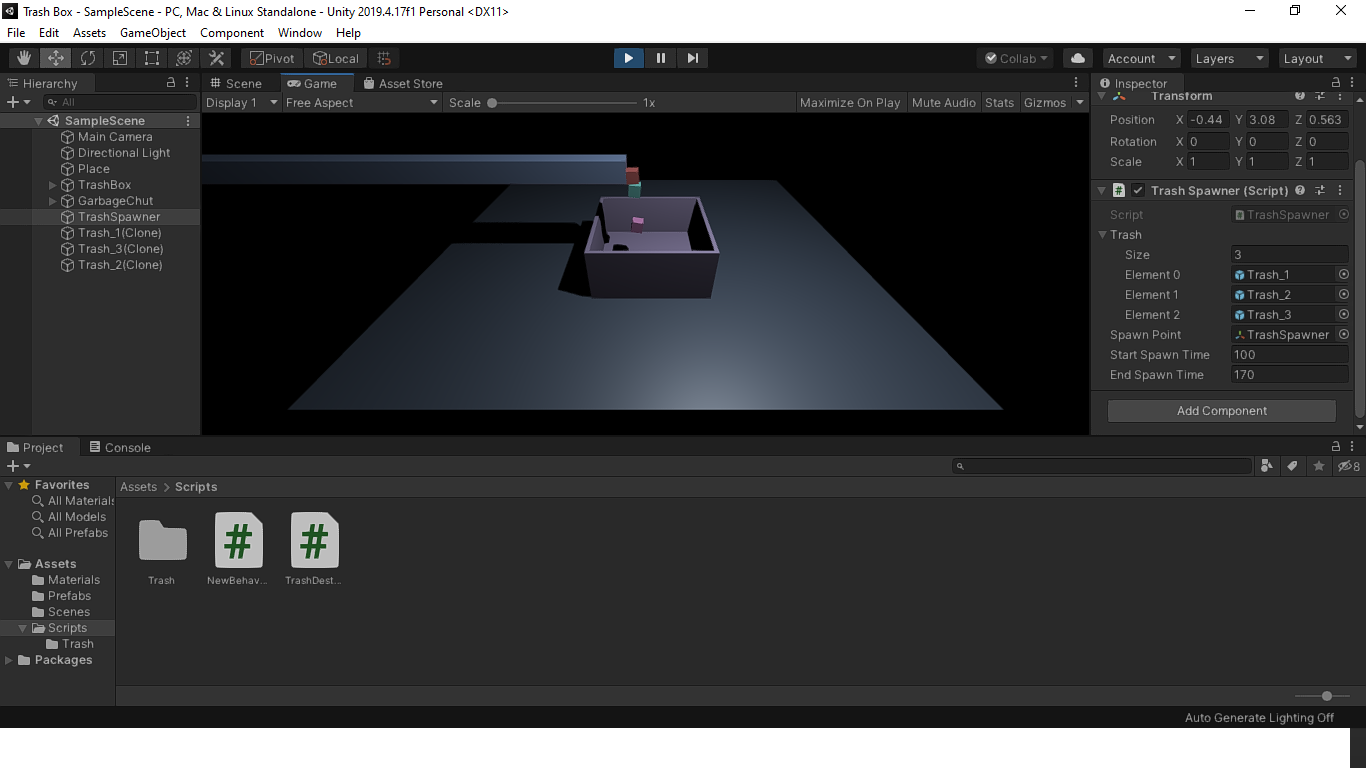 Trash Box - SampleScene - PC, Mac & Linux Standalone - Unity 2019.4.17f1 Personal <DX11>
File Edit Assets GameObject Component Window Help
Pivot Local Collab Account Layers Layout
Hierarchy
All
SampleScene
Main Camera
Directional Light
Place
TrashBox
GarbageChut
TrashSpawner
Trash_1(Clone)
Trash_3(Clone)
Trash_2(Clone)
Scene Game Asset Store
Display 1 Free Aspect Scale 1x Maximize On Play Mute Audio Stats Gizmos
Inspector
Transform
Position X -0.44 Y 3.08 Z 0.563
Rotation X 0 Y 0 Z 0
Scale X 1 Y 1 Z 1
# Trash Spawner (Script)
Script TrashSpawner
Trash
Size 3
Element 0 Trash_1
Element 1 Trash_2
Element 2 Trash_3
Spawn Point TrashSpawner
Start Spawn Time 100
End Spawn Time 170
Add Component
Project Console
8
Favorites
All Materials
All Models
All Prefabs
Assets
Materials
Prefabs
Scenes
Scripts
Trash
Packages
Assets > Scripts
# #
Trash NewBehav... TrashDest...
Auto Generate Lighting Off